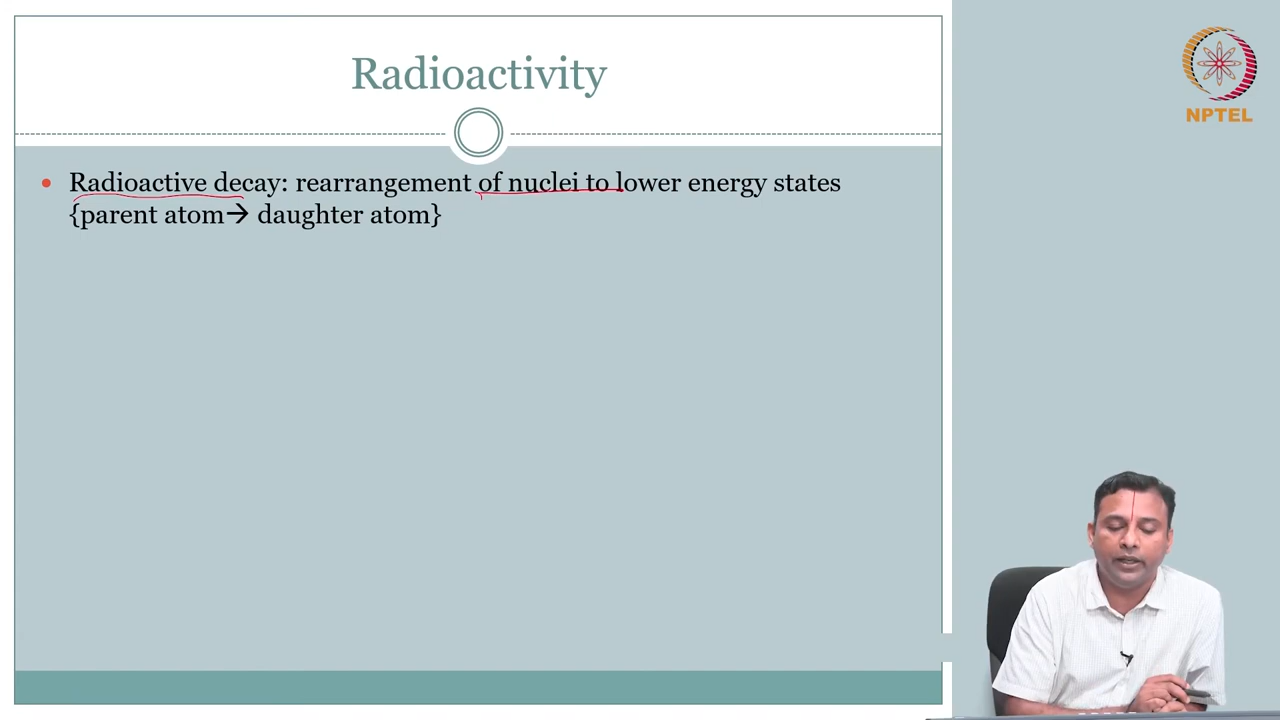 Radioactivity
NPTEL
• Radioactive decay: rearrangement of nuclei to lower energy states
{parent atom→ daughter atom}